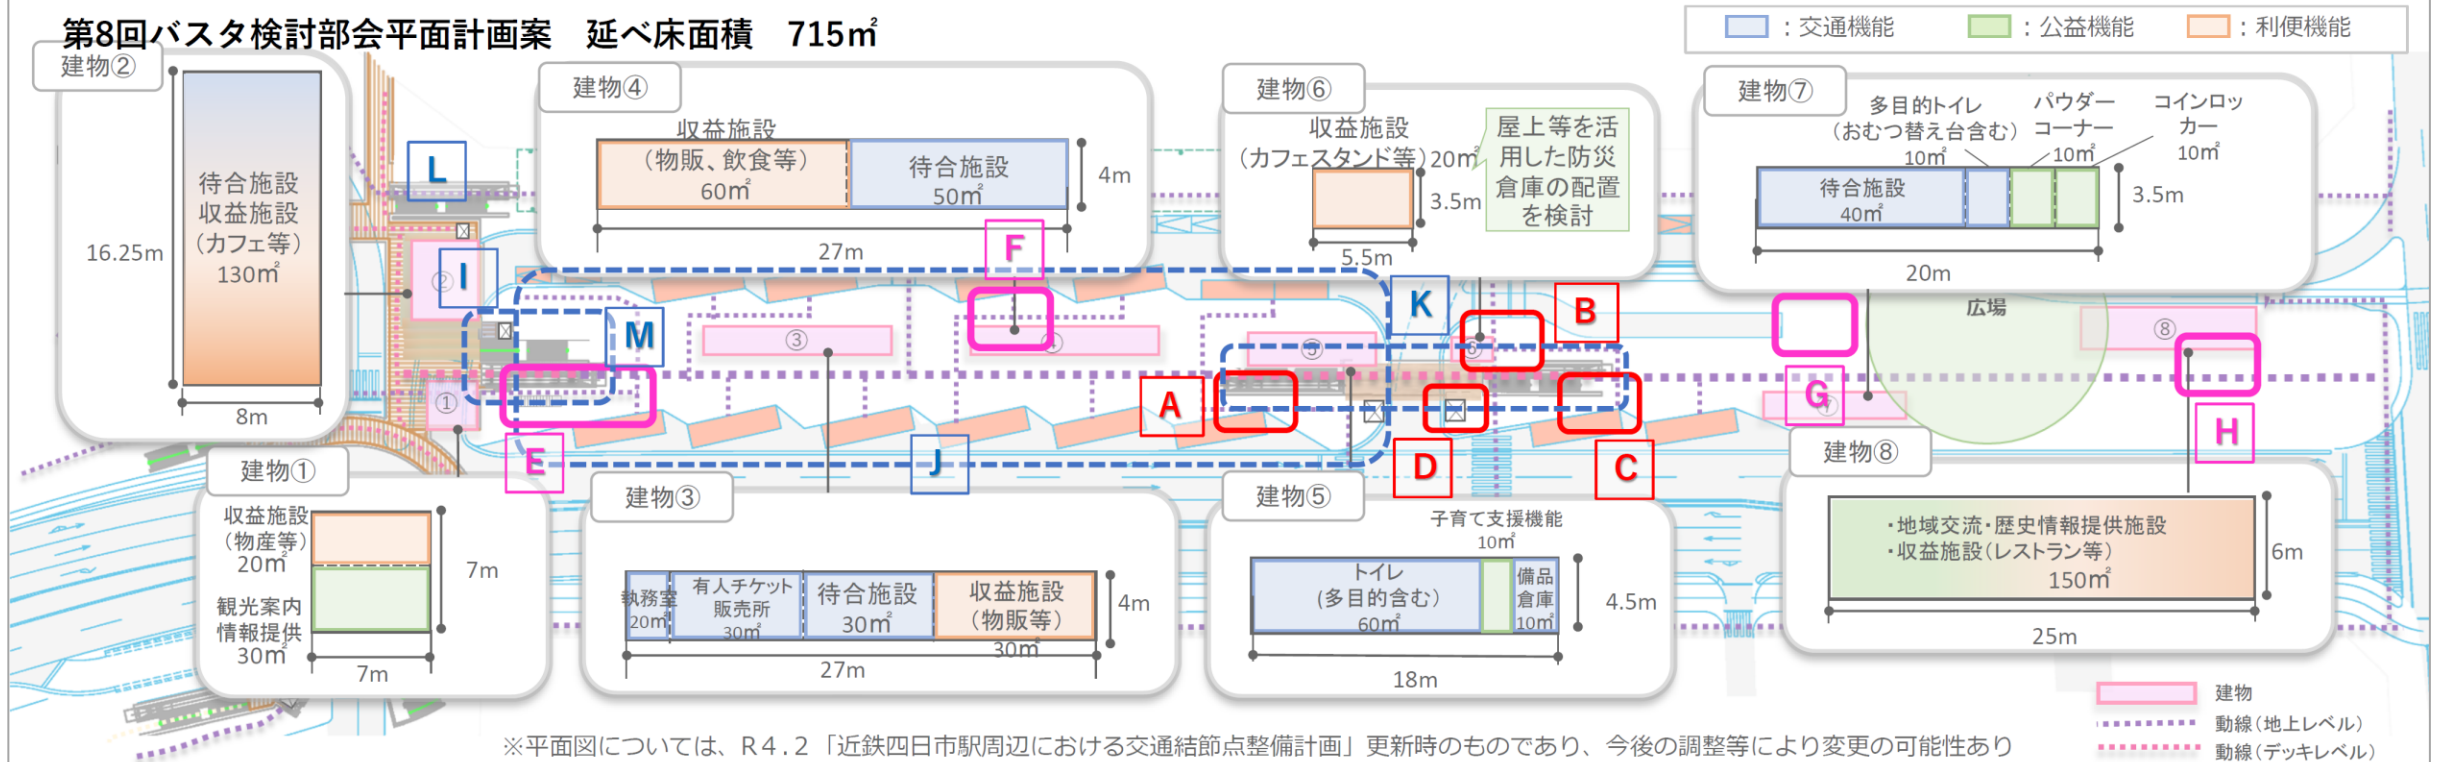 第8回バスタ検討部会平面計画案　延べ床面積　715㎡
：交通機能
：公益機能
：利便機能
建物②
16.25m
待合施設
収益施設
（カフェ等）
130㎡
8m
建物④
収益施設
（物販、飲食等）
60㎡
待合施設
50㎡
4m
27m
建物⑥
収益施設
（カフェスタンド等）20㎡
3.5m
5.5m
屋上等を活
用した防災
倉庫の配置
を検討
建物⑦
多目的トイレ
（おむつ替え台含む）
10㎡
パウダー
コーナー
10㎡
コインロッ
カー
10㎡
待合施設
40㎡
3.5m
20m
L
I
M
F
K
B
A
D
C
E
J
G
H
②
①
③
④
⑤
⑥
⑦
⑧
広場
建物①
収益施設
（物産等）
20㎡
観光案内
情報提供
30㎡
7m
7m
建物③
執務室
20㎡
有人チケット
販売所
30㎡
待合施設
30㎡
収益施設
（物販等）
30㎡
4m
27m
建物⑤
子育て支援機能
10㎡
トイレ
（多目的含む）
60㎡
備品
倉庫
10㎡
4.5m
18m
建物⑧
・地域交流・歴史情報提供施設
・収益施設（レストラン等）
150㎡
6m
25m
建物
動線（地上レベル）
動線（デッキレベル）
※平面図については、R４.２「近鉄四日市駅周辺における交通結節点整備計画」更新時のものであり、今後の調整等により変更の可能性あり